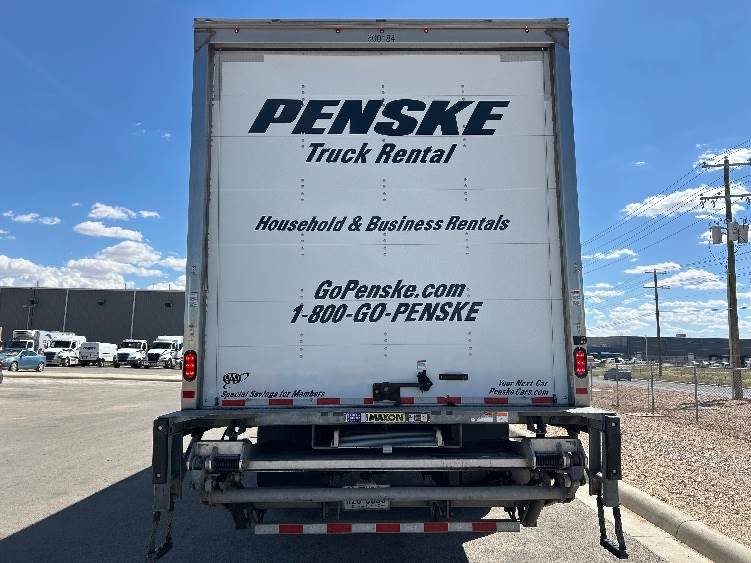 PENSKE
Truck Rental
Household & Business Rentals
GoPenske.com
1-800-GO-PENSKE
AAA
Special Savings for Members
Your Next Car
PenskeCars.com
MAXON